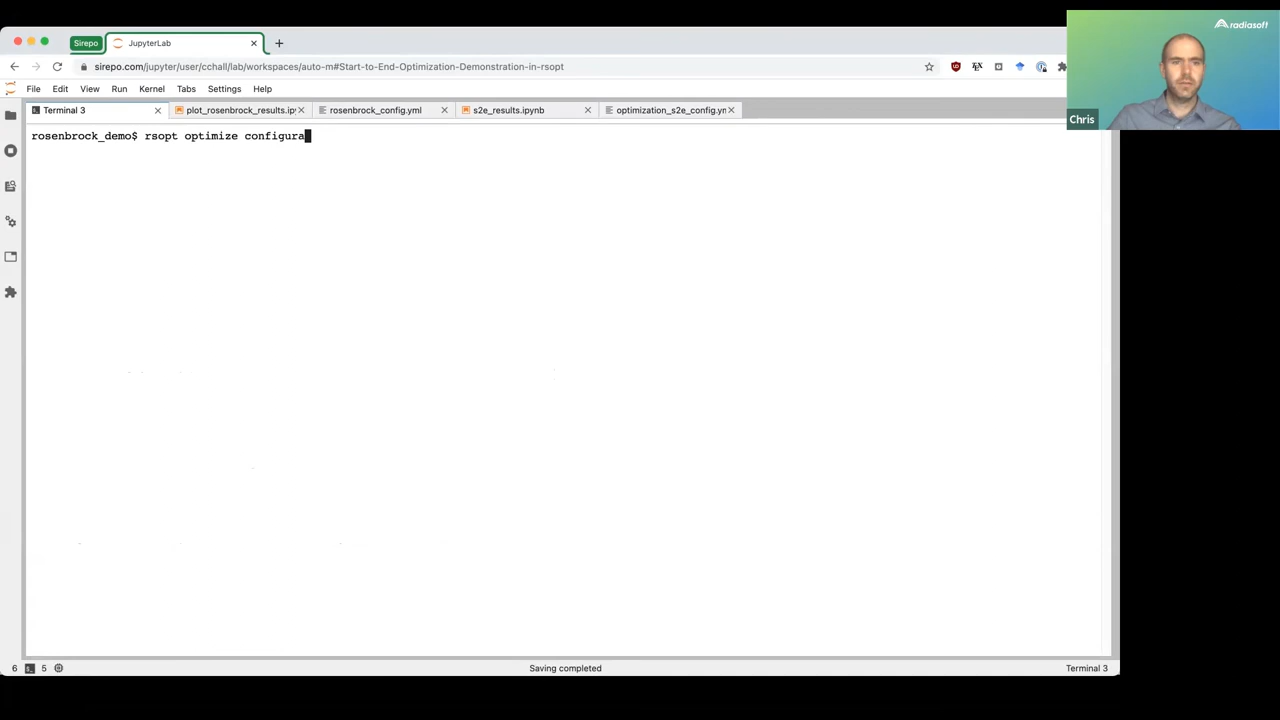 radiasoft
Sirepo
JupyterLab
sirepo.com/jupyter/user/cchall/lab/workspaces/auto-m#Start-to-End-Optimization-Demonstration-in-rsopt
File Edit View Run Kernel Tabs Settings Help
Chris
Terminal 3
plot_rosenbrock_results.ip
rosenbrock_config.yml
s2e_results.ipynb
optimization_s2e_config.ym
rosenbrock_demo$ rsopt optimize configura
6 5 Saving completed Terminal 3